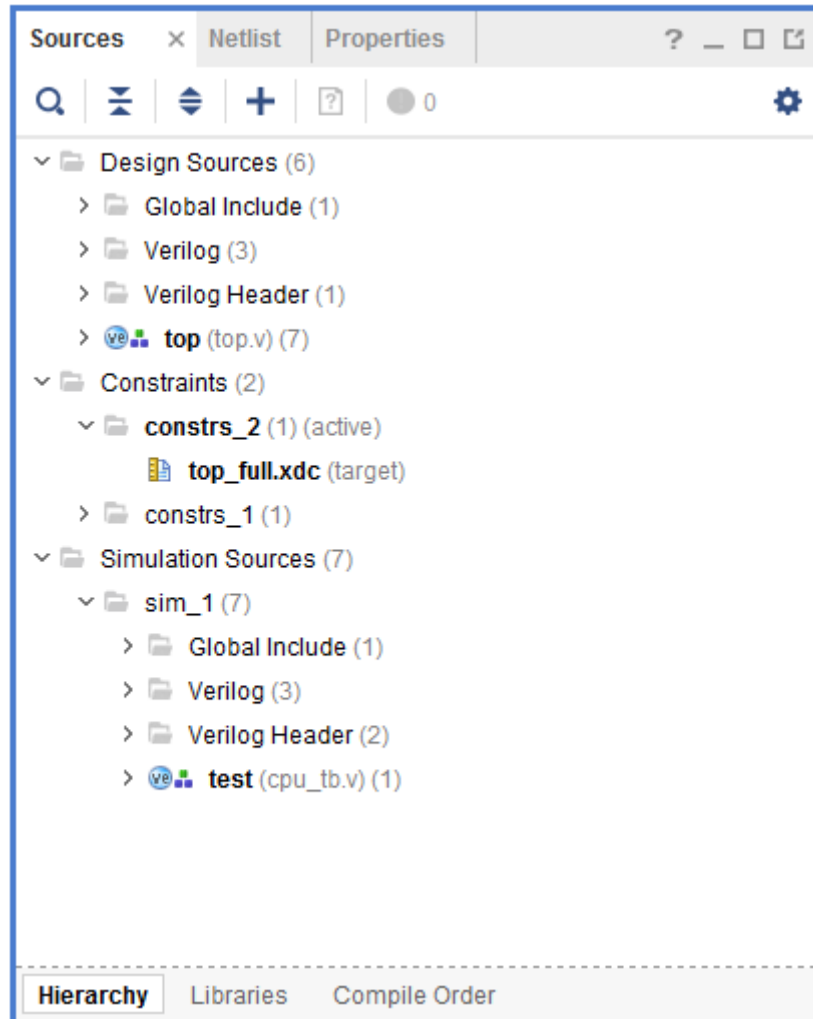 Sources × Netlist Properties ? _
0
Design Sources (6)
Global Include (1)
Verilog (3)
Verilog Header (1)
ve top (top.v) (7)
Constraints (2)
constrs_2 (1) (active)
top_full.xdc (target)
constrs_1 (1)
Simulation Sources (7)
sim_1 (7)
Global Include (1)
Verilog (3)
Verilog Header (2)
ve test (cpu_tb.v) (1)
Hierarchy Libraries Compile Order